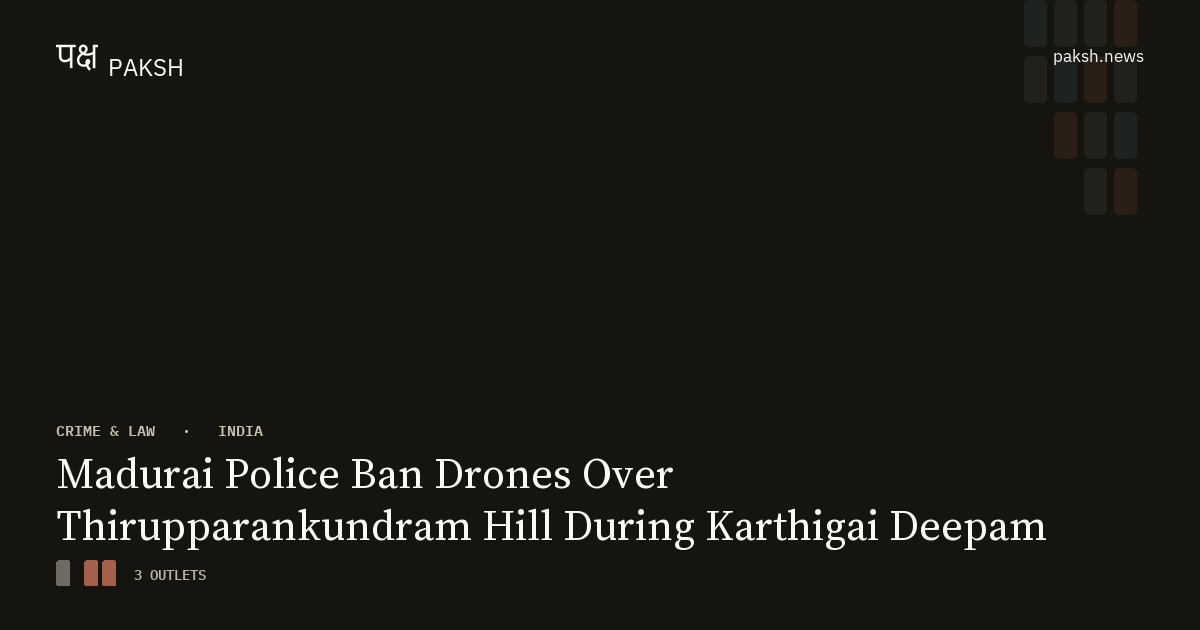 पक्ष PAKSH
paksh.news
CRIME & LAW · INDIA
Madurai Police Ban Drones Over
Thirupparankundram Hill During Karthigai Deepam
3 OUTLETS